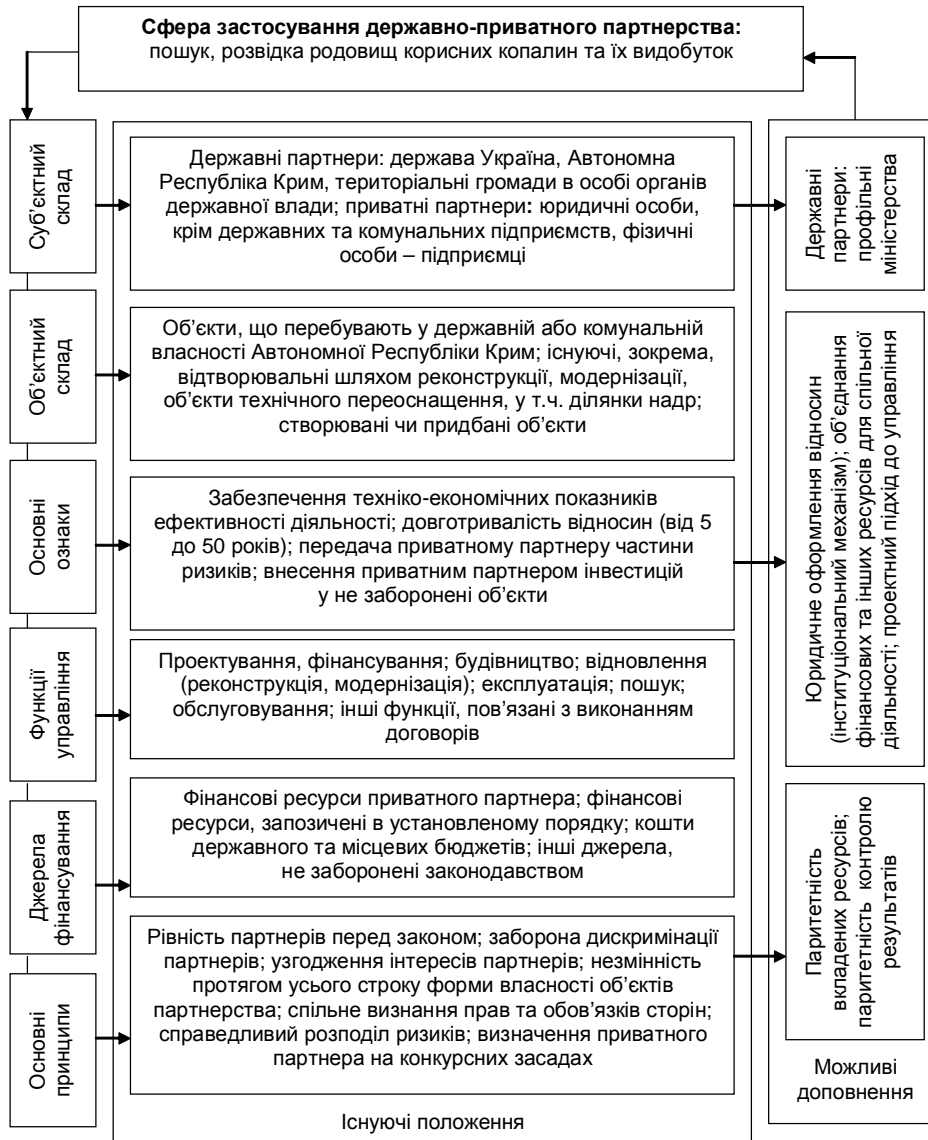 Сфера застосування державно-приватного партнерства:
пошук, розвідка родовищ корисних копалин та їх видобуток
Суб’єктний
склад
Державні партнери: держава Україна, Автономна
Республіка Крим, територіальні громади в особі органів
державної влади; приватні партнери: юридичні особи,
крім державних та комунальних підприємств, фізичні
особи – підприємці
Державні
партнери:
профільні
міністерства
Об’єктний
склад
Об’єкти, що перебувають у державній або комунальній
власності Автономної Республіки Крим; існуючі, зокрема,
відтворювальні шляхом реконструкції, модернізації,
об’єкти технічного переоснащення, у т.ч. ділянки надр;
створювані чи придбані об’єкти
Основні
ознаки
Забезпечення техніко-економічних показників
ефективності діяльності; довготривалість відносин (від 5
до 50 років); передача приватному партнеру частини
ризиків; внесення приватним партнером інвестицій
у не заборонені об’єкти
Юридичне оформлення відносин
(інституціональний механізм); об’єднання
фінансових та інших ресурсів для спільної
діяльності; проектний підхід до управління
Функції
управління
Проектування, фінансування; будівництво; відновлення
(реконструкція, модернізація); експлуатація; пошук;
обслуговування; інші функції, пов’язані з виконанням
договорів
Джерела
фінансування
Фінансові ресурси приватного партнера; фінансові
ресурси, запозичені в установленому порядку; кошти
державного та місцевих бюджетів; інші джерела,
не заборонені законодавством
Основні
принципи
Рівність партнерів перед законом; заборона дискримінації
партнерів; узгодження інтересів партнерів; незмінність
протягом усього строку форми власності об’єктів
партнерства; спільне визнання прав та обов’язків сторін;
справедливий розподіл ризиків; визначення приватного
партнера на конкурсних засадах
Паритетність
вкладених ресурсів;
паритетність контролю
результатів
Існуючі положення
Можливі
доповнення